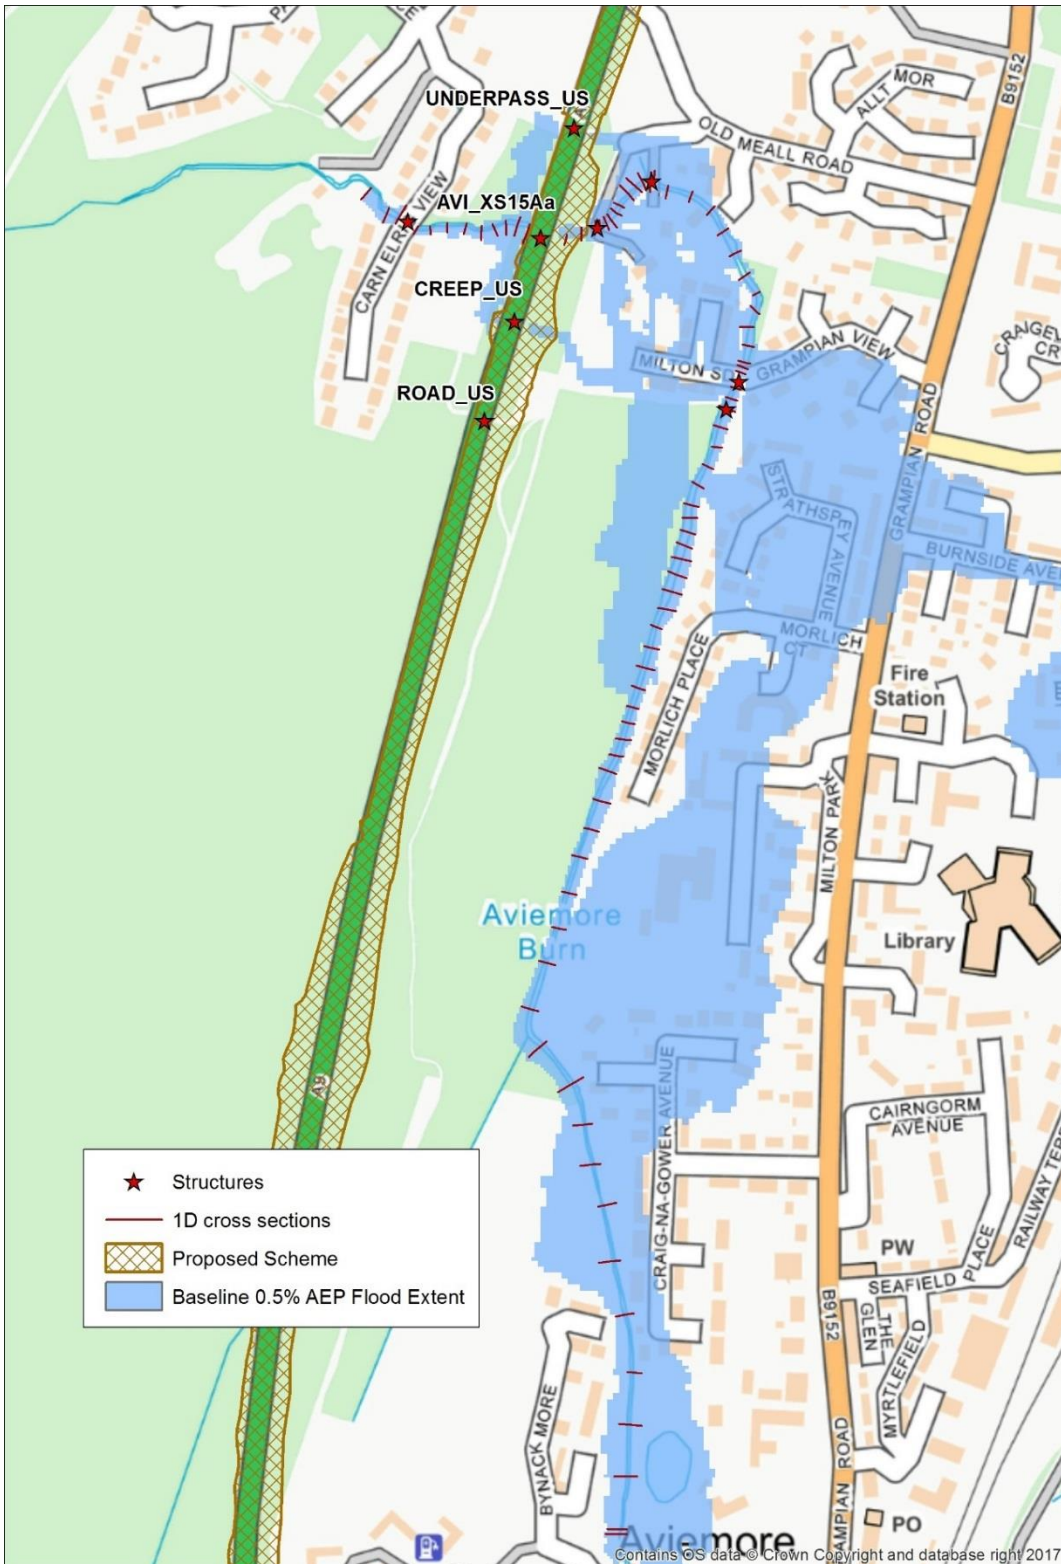 B9152
ALLT MOR
UNDERPASS_US
OLD MEALL ROAD
CARN ELRIG VIEW
AVI_XS15Aa
CREEP_US
MILTON
GRAMPIAN VIEW
ROAD_US
GRAMPIAN ROAD
STRATHSPEY AVENUE
BURNSIDE AVEN
MORLICH
CT
MORLICH PLACE
Fire
Station
MILTON PARK
Aviemore
Burn
Library
A9
CRAIG-NA-GOWER AVENUE
CAIRNGORM
AVENUE
RAILWAY TERR
Structures
1D cross sections
Proposed Scheme
Baseline 0.5% AEP Flood Extent
PW
SEAFIELD PLACE
B9152
THE
GLEN
MYRTLEFIELD
BYNACK MORE
GRAMPIAN ROAD
PO
Aviemore
Contains OS data © Crown Copyright and database right 2017